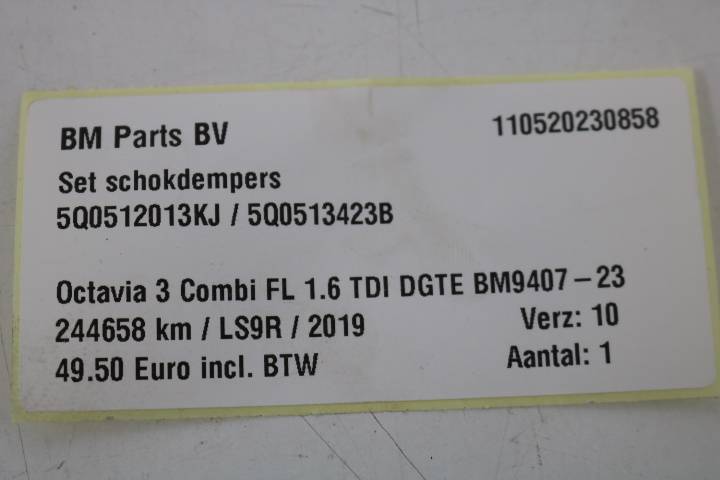 BM Parts BV 110520230858
Set schokdempers
5Q0512013KJ / 5Q0513423B
Octavia 3 Combi FL 1.6 TDI DGTE BM9407-23
244658 km / LS9R / 2019 Verz: 10
49.50 Euro incl. BTW Aantal: 1